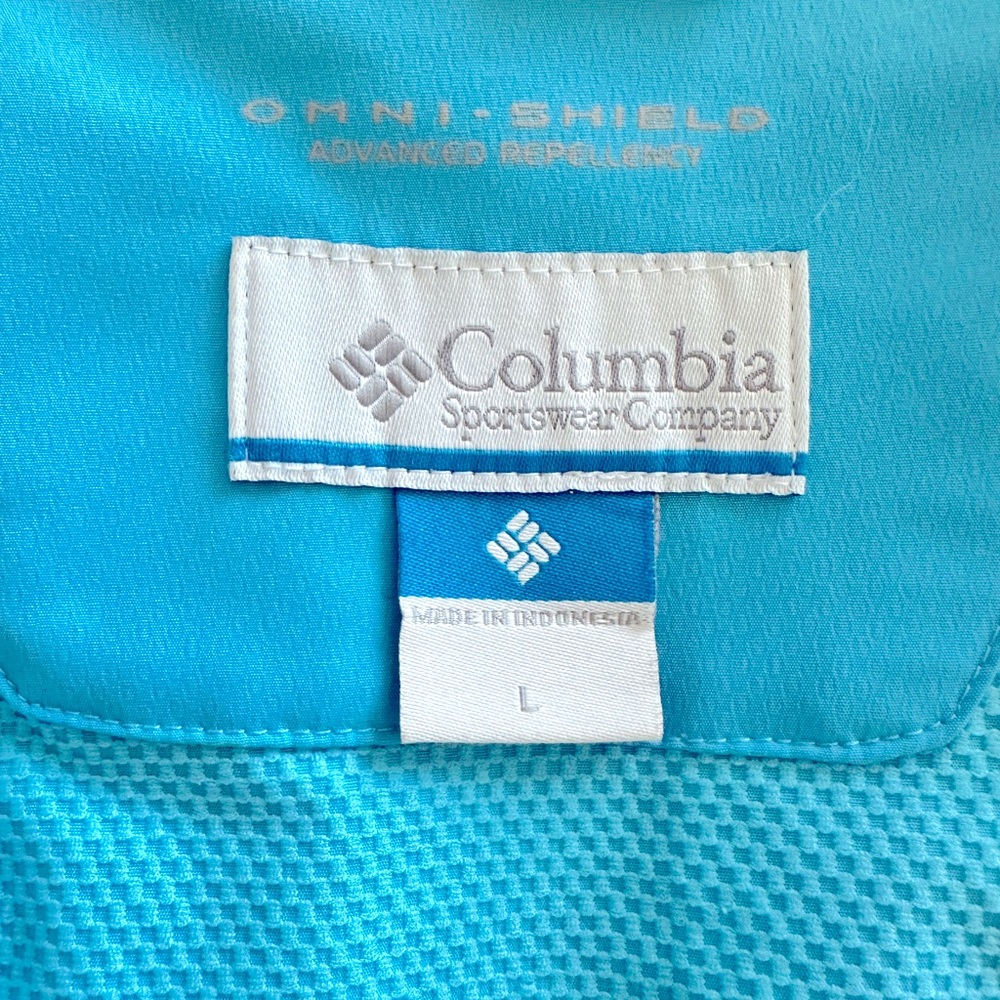 OMNI-SHIELD
ADVANCED REPELLENCY
Columbia
Sportswear Company
MADE IN INDONESIA
L